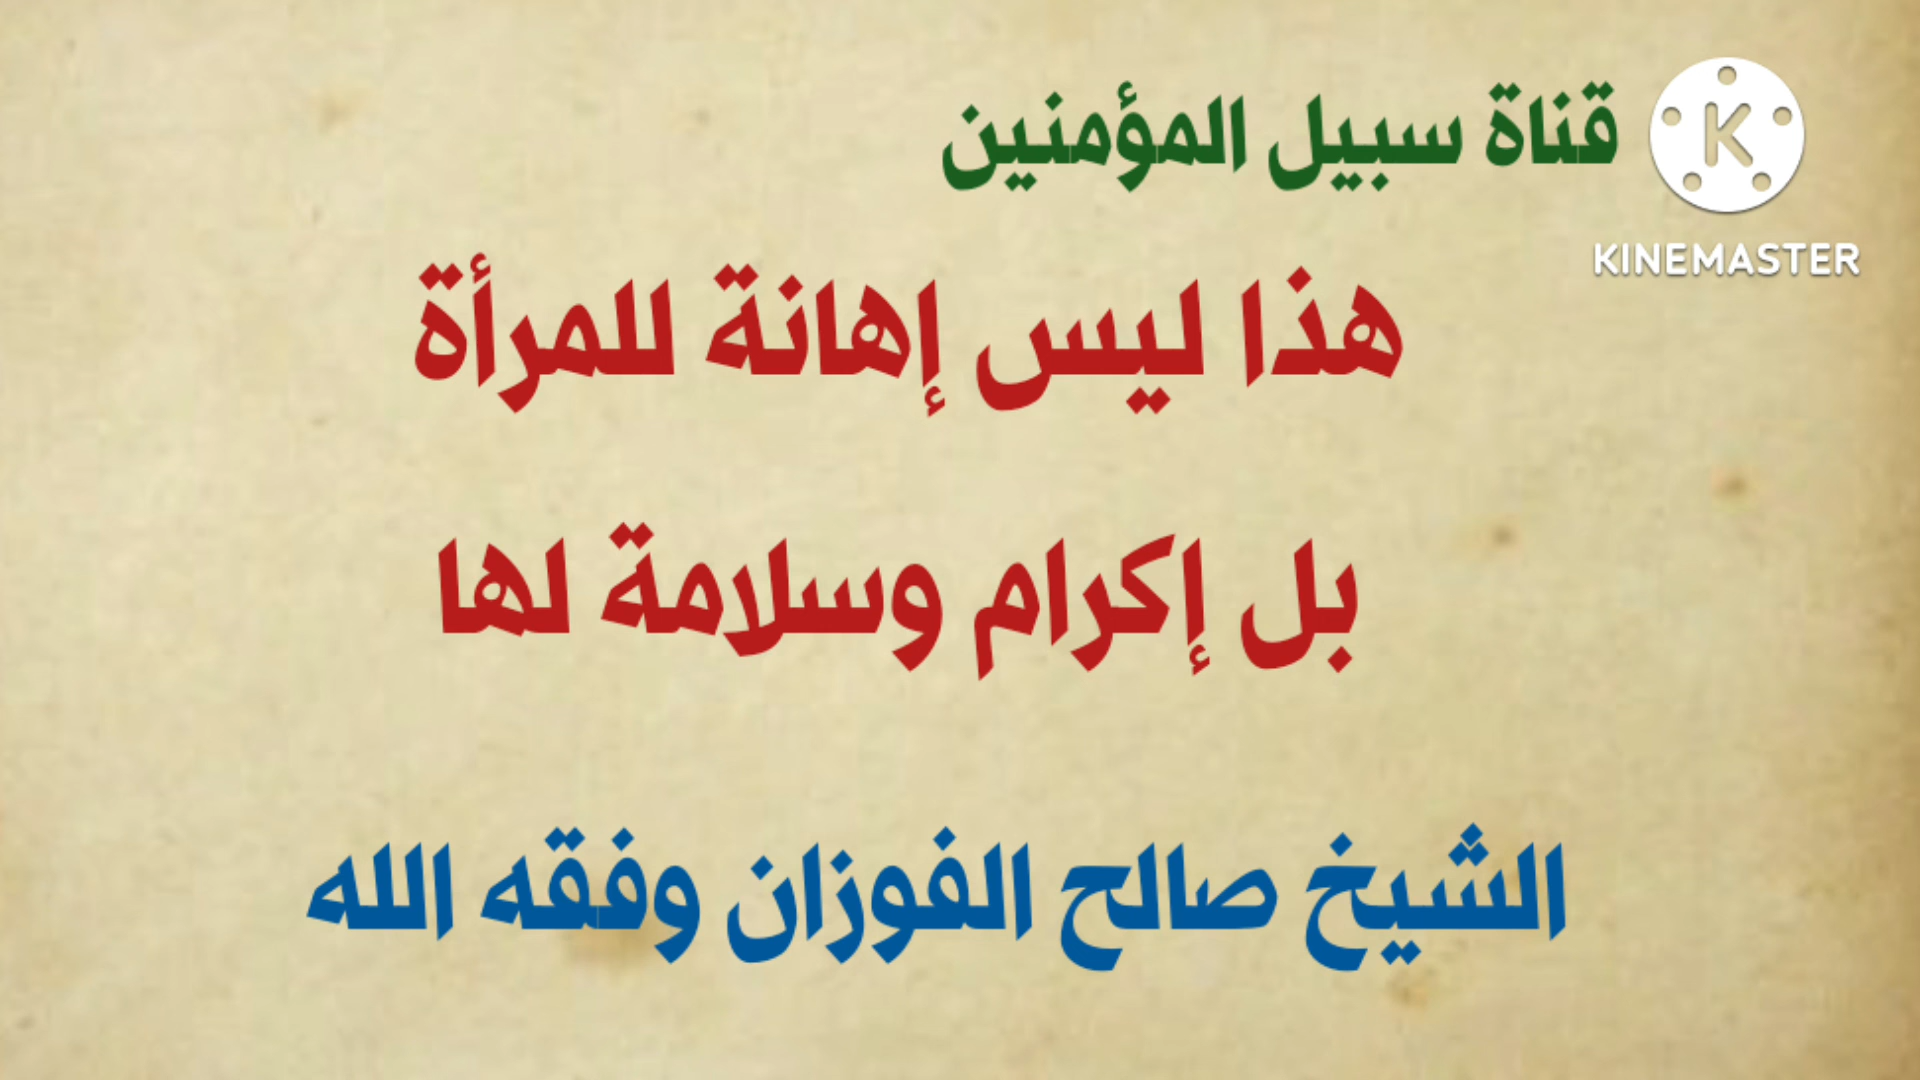 قناة سبيل المؤمنين
KINEMASTER
هذا ليس إهانة للمرأة
بل إكرام وسلامة لها
الشيخ صالح الفوزان وفقه الله